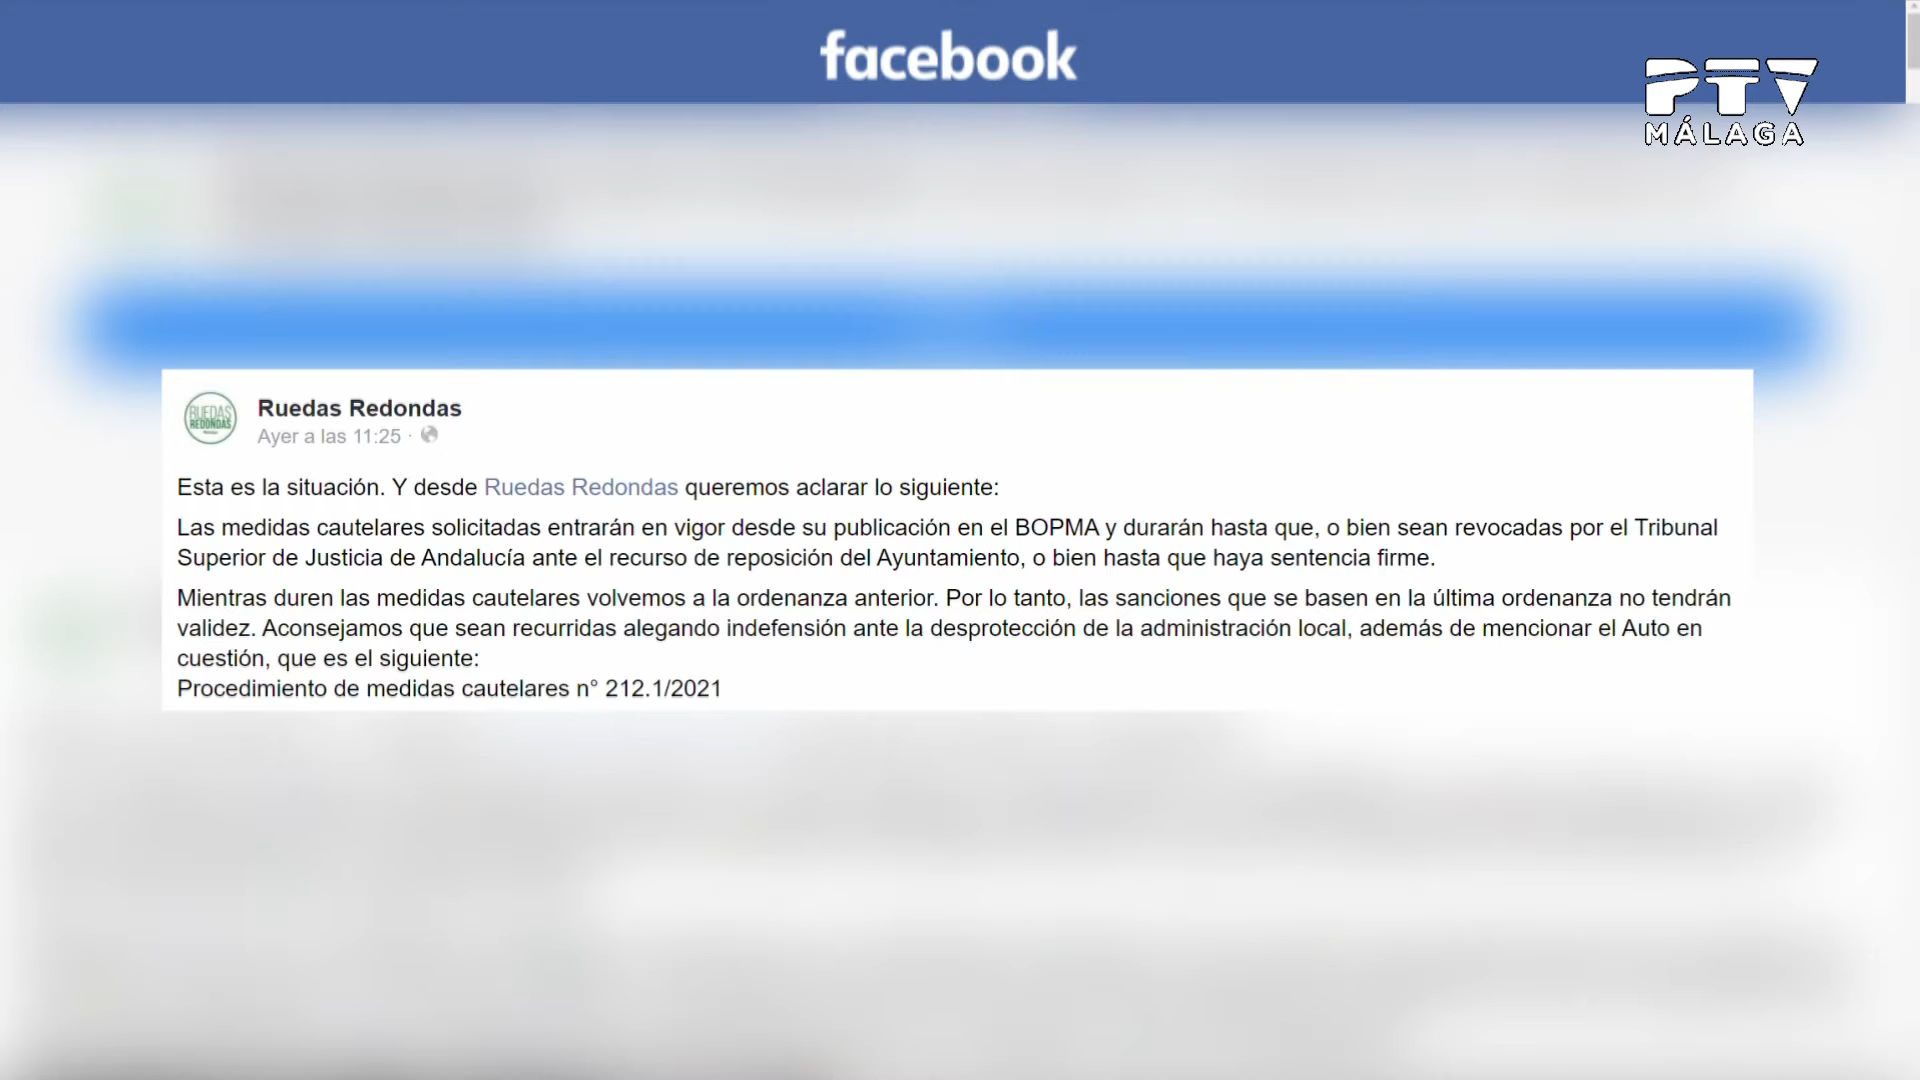 facebook
PTV
MÁLAGA
RUEDAS
REDONDAS
Ruedas Redondas
Ayer a las 11:25 ·
Esta es la situación. Y desde Ruedas Redondas queremos aclarar lo siguiente:
Las medidas cautelares solicitadas entrarán en vigor desde su publicación en el BOPMA y durarán hasta que, o bien sean revocadas por el Tribunal
Superior de Justicia de Andalucía ante el recurso de reposición del Ayuntamiento, o bien hasta que haya sentencia firme.
Mientras duren las medidas cautelares volvemos a la ordenanza anterior. Por lo tanto, las sanciones que se basen en la última ordenanza no tendrán
validez. Aconsejamos que sean recurridas alegando indefensión ante la desprotección de la administración local, además de mencionar el Auto en
cuestión, que es el siguiente:
Procedimiento de medidas cautelares n° 212.1/2021